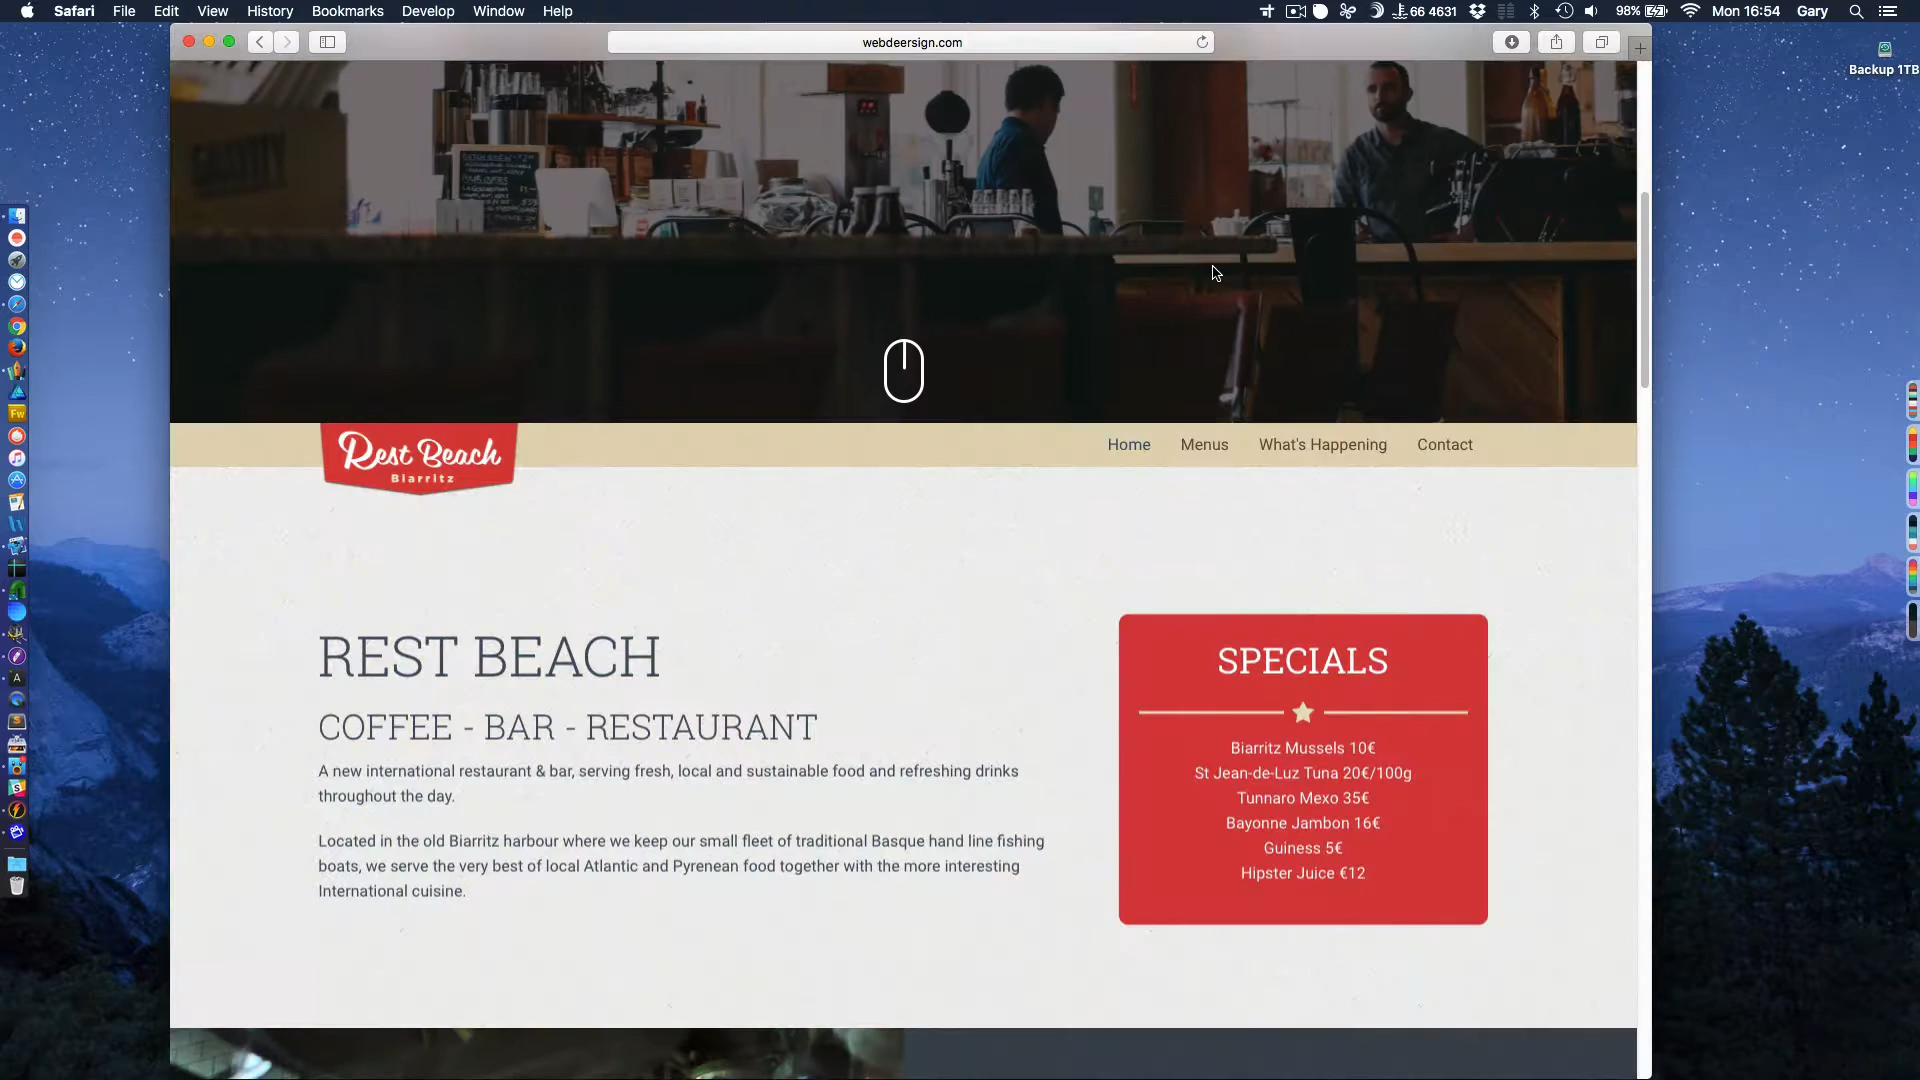 Safari File Edit View History Bookmarks Develop Window Help
66 4631 98% Mon 16:54 Gary
webdeersign.com
Backup 1TB
Rest Beach
Biarritz
Home Menus What's Happening Contact
REST BEACH
COFFEE - BAR - RESTAURANT
A new international restaurant & bar, serving fresh, local and sustainable food and refreshing drinks
throughout the day.
Located in the old Biarritz harbour where we keep our small fleet of traditional Basque hand line fishing
boats, we serve the very best of local Atlantic and Pyrenean food together with the more interesting
International cuisine.
SPECIALS
Biarritz Mussels 10€
St Jean-de-Luz Tuna 20€/100g
Tunnaro Mexo 35€
Bayonne Jambon 16€
Guiness 5€
Hipster Juice €12
Fw
A